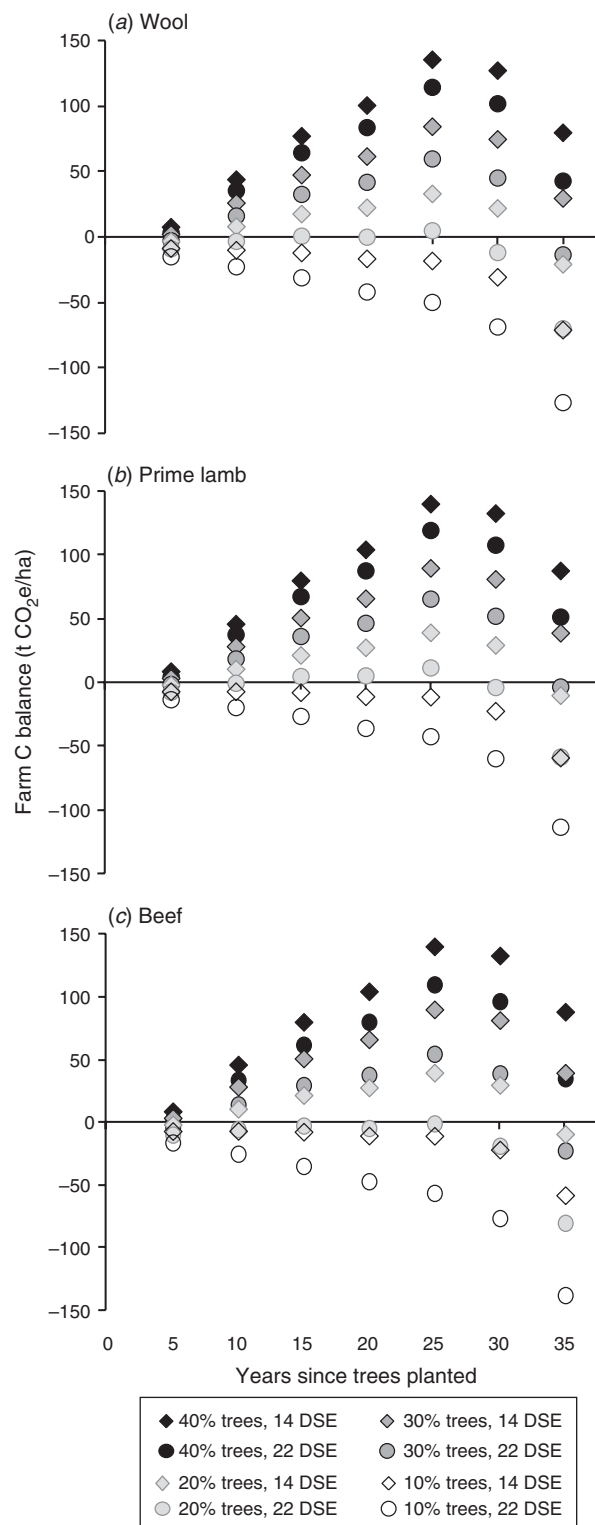 (a) Wool
150
100
50
0
−50
−100
−150
(b) Prime lamb
150
100
50
0
−50
−100
−150
Farm C balance (t CO₂e/ha)
(c) Beef
150
100
50
0
−50
−100
−150
0 5 10 15 20 25 30 35
Years since trees planted
40% trees, 14 DSE 30% trees, 14 DSE
40% trees, 22 DSE 30% trees, 22 DSE
20% trees, 14 DSE 10% trees, 14 DSE
20% trees, 22 DSE 10% trees, 22 DSE